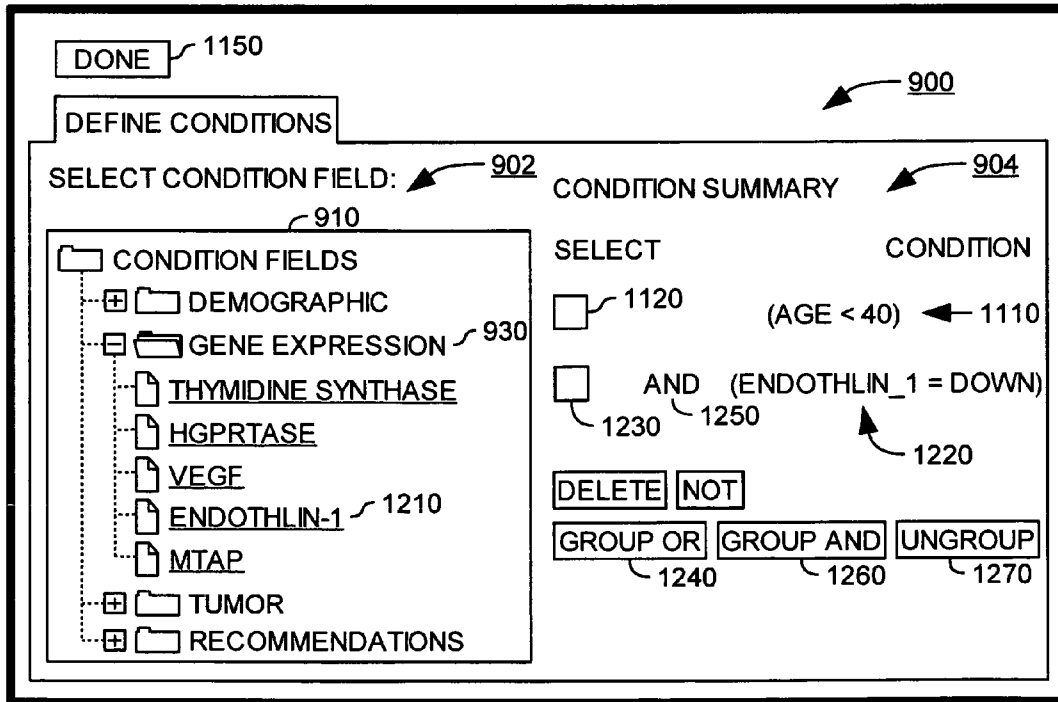 DONE 1150
900
DEFINE CONDITIONS
SELECT CONDITION FIELD: 902
910
CONDITION FIELDS
DEMOGRAPHIC
GENE EXPRESSION 930
THYMIDINE SYNTHASE
HGPRTASE
VEGF
ENDOTHLIN-1 1210
MTAP
TUMOR
RECOMMENDATIONS
CONDITION SUMMARY 904
SELECT CONDITION
1120 (AGE < 40) 1110
AND (ENDOTHLIN_1 = DOWN)
1230 1250 1220
DELETE NOT
GROUP OR GROUP AND UNGROUP
1240 1260 1270